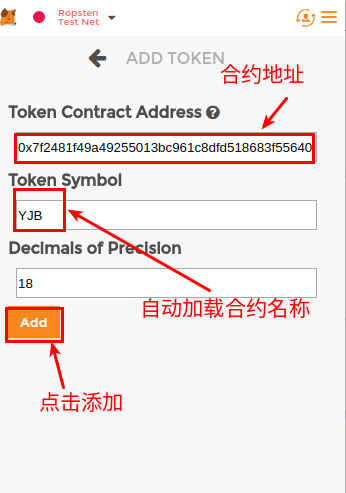 Ropsten
Test Net
ADD TOKEN
合约地址
Token Contract Address
0x7f2481f49a49255013bc961c8dfd518683f55640
Token Symbol
YJB
Decimals of Precision
18
自动加载合约名称
Add
点击添加